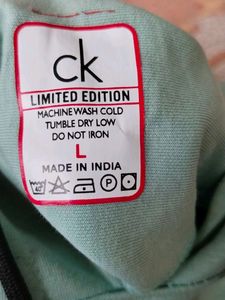 ck
LIMITED EDITION
MACHINE WASH COLD
TUMBLE DRY LOW
DO NOT IRON
L
MADE IN INDIA
P